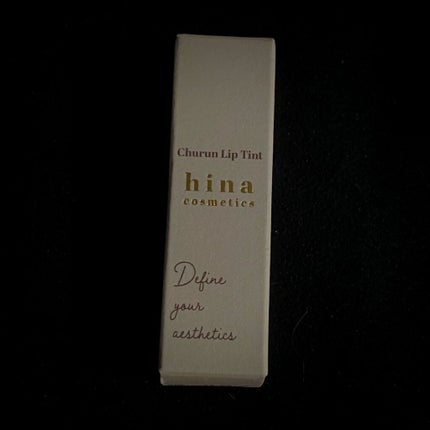 Churun Lip Tint
hina
cosmetics
Define
your
aesthetics